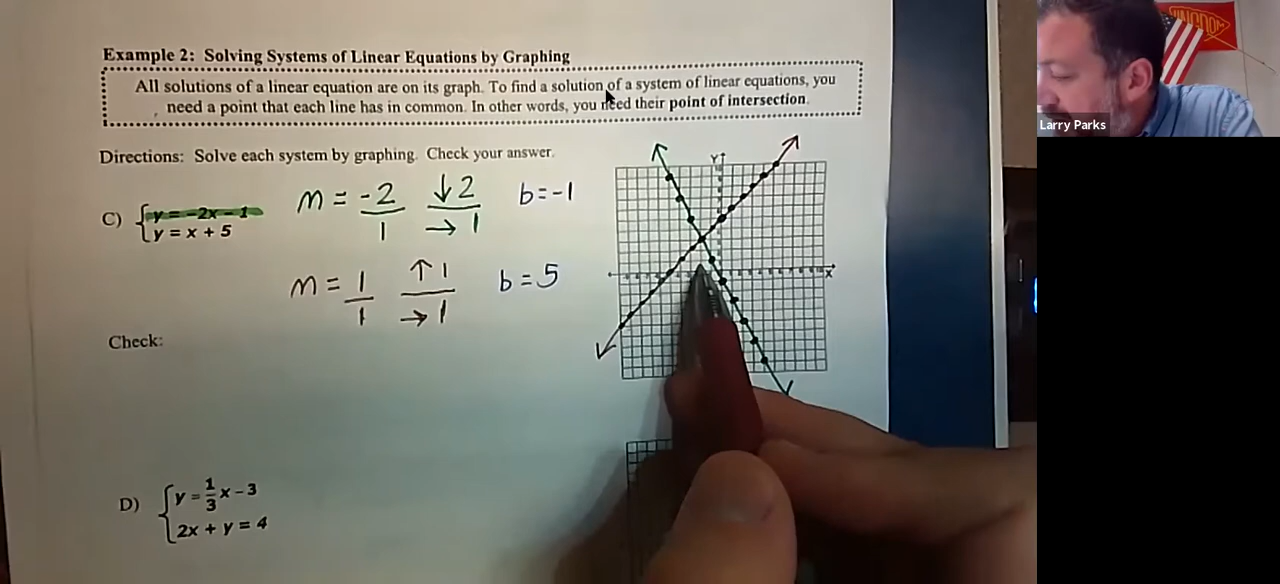 Example 2: Solving Systems of Linear Equations by Graphing
All solutions of a linear equation are on its graph. To find a solution of a system of linear equations, you
need a point that each line has in common. In other words, you need their point of intersection.
Directions: Solve each system by graphing. Check your answer.
C) y = -2x - 1
y = x + 5
m = -2/1 ↓2/→1 b = -1
m = 1/1 ↑1/→1 b = 5
Y
x
Check:
D) y = 1/3 x - 3
2x + y = 4
KINGDOM
Larry Parks